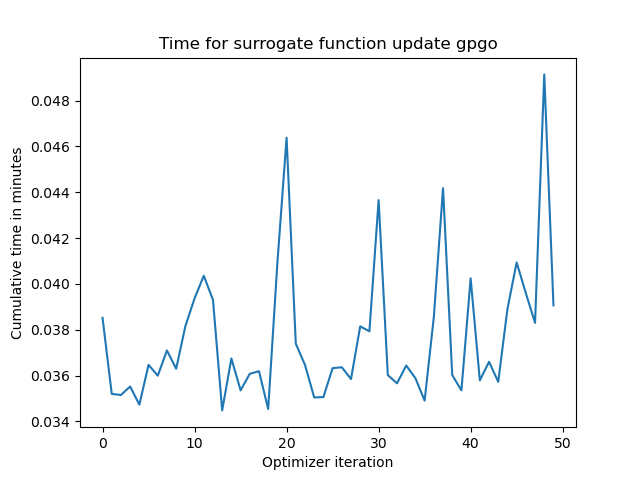 Time for surrogate function update gpgo
Cumulative time in minutes
0.048
0.046
0.044
0.042
0.040
0.038
0.036
0.034
0 10 20 30 40 50
Optimizer iteration